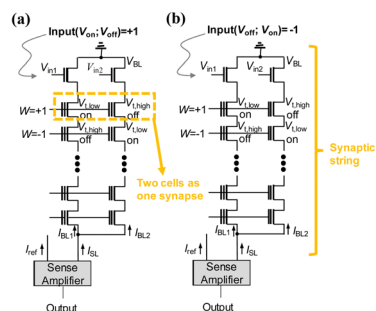 (a)
Input(Von; Voff)=+1
VBL
Vin1
Vin2
W=+1
Vt,low
on
Vt,high
off
W=-1
Vt,high
off
Vt,low
on
Two cells as
one synapse
IBL1
IBL2
Iref
ISL
Sense
Amplifier
Output
(b)
Input(Voff; Von)= -1
VBL
Vin1
Vin2
W=+1
Vt,low
on
Vt,high
off
W=-1
Vt,high
off
Vt,low
on
Synaptic
string
IBL1
IBL2
Iref
ISL
Sense
Amplifier
Output